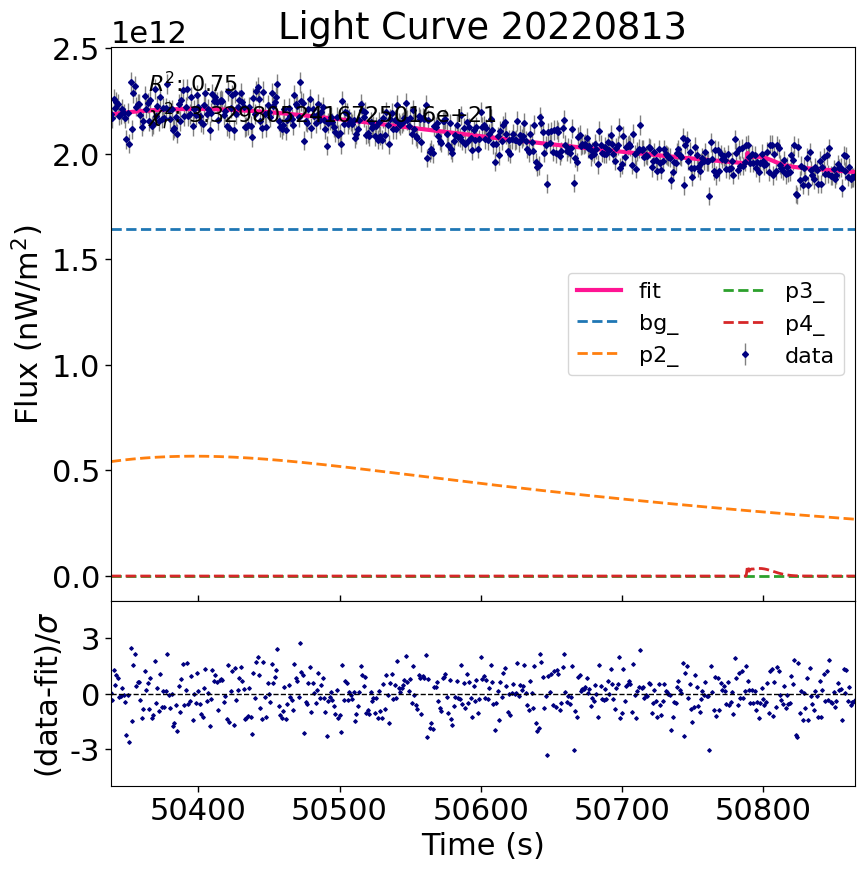 Light Curve 20220813
1e12
R²: 0.75
2.5
2.0
1.5
1.0
0.5
0.0
Flux (nW/m²)
fit
bg_
p2_
p3_
p4_
data
3
0
-3
(data-fit)/σ
50400 50500 50600 50700 50800
Time (s)